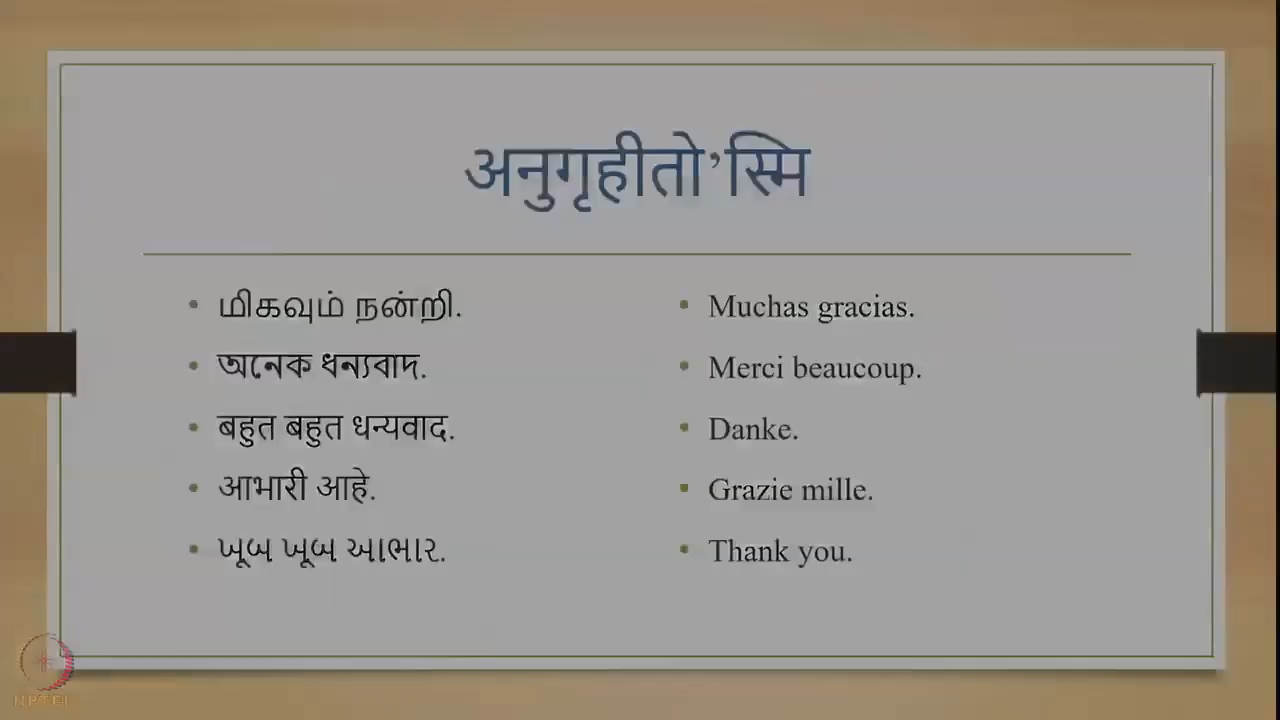 अनुगृहीतो’स्मि
மிகவும் நன்றி.
অনেক ধন্যবাদ.
बहुत बहुत धन्यवाद.
आभारी आहे.
ખૂબ ખૂબ આભાર.
Muchas gracias.
Merci beaucoup.
Danke.
Grazie mille.
Thank you.
NPTEL